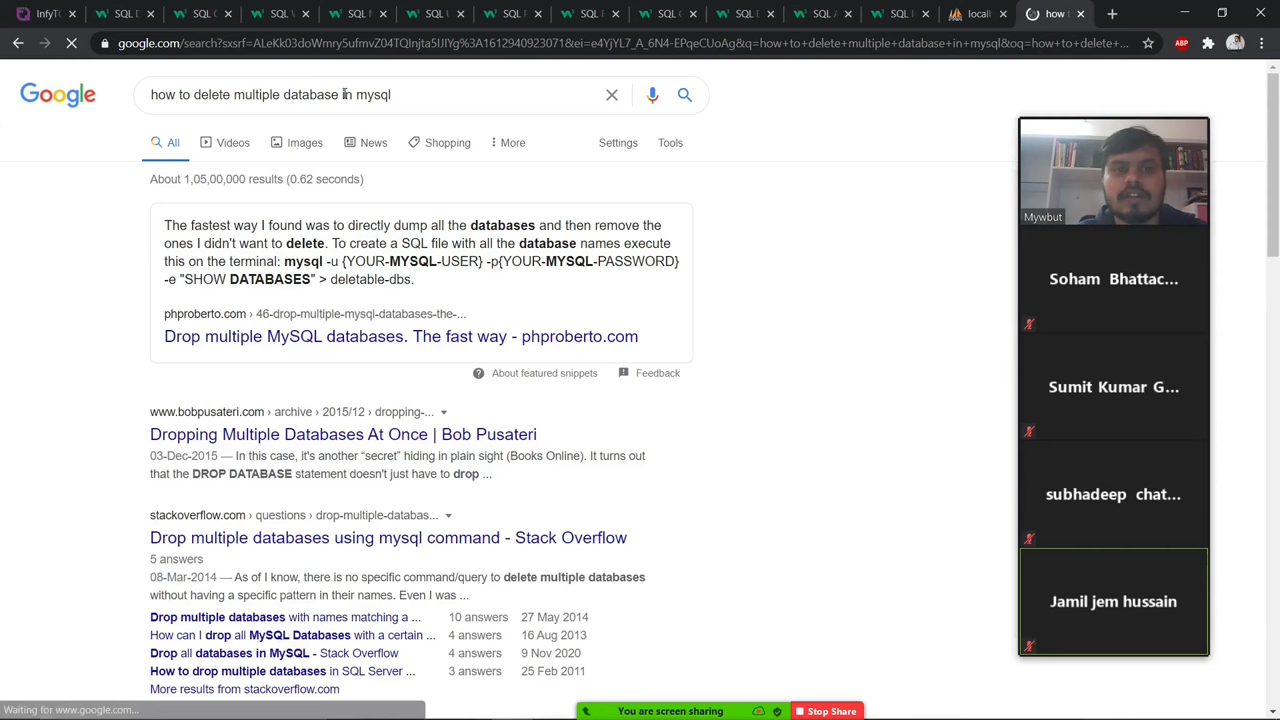 InfyT
SQL D
SQL C
SQL W
SQL N
SQL U
SQL F
SQL F
SQL C
SQL D
SQL A
SQL I
locall
how t
google.com/search?sxsrf=ALeKk03doWmry5ufmvZ04TQInjta5IJIYg%3A1612940923071&ei=e4YjYL7_A_6N4-EPqeCUoAg&q=how+to+delete+multiple+database+in+mysql&oq=how+to+delete+...
ABP
Google
how to delete multiple database in mysql
All
Videos
Images
News
Shopping
More
Settings
Tools
About 1,05,00,000 results (0.62 seconds)
The fastest way I found was to directly dump all the databases and then remove the
ones I didn't want to delete. To create a SQL file with all the database names execute
this on the terminal: mysql -u {YOUR-MYSQL-USER} -p{YOUR-MYSQL-PASSWORD}
-e "SHOW DATABASES" > deletable-dbs.
phproberto.com › 46-drop-multiple-mysql-databases-the-...
Drop multiple MySQL databases. The fast way - phproberto.com
About featured snippets
Feedback
www.bobpusateri.com › archive › 2015/12 › dropping-...
Dropping Multiple Databases At Once | Bob Pusateri
03-Dec-2015 — In this case, it's another “secret” hiding in plain sight (Books Online). It turns out
that the DROP DATABASE statement doesn't just have to drop ...
stackoverflow.com › questions › drop-multiple-databas...
Drop multiple databases using mysql command - Stack Overflow
5 answers
08-Mar-2014 — As of I know, there is no specific command/query to delete multiple databases
without having a specific pattern in their names. Even I was ...
Drop multiple databases with names matching a ... 10 answers 27 May 2014
How can I drop all MySQL Databases with a certain ... 4 answers 16 Aug 2013
Drop all databases in MySQL - Stack Overflow 4 answers 9 Nov 2020
How to drop multiple databases in SQL Server ... 3 answers 25 Feb 2011
More results from stackoverflow.com
Waiting for www.google.com...
Mywbut
Soham Bhattac...
Sumit Kumar G...
subhadeep chat...
Jamil jem hussain
You are screen sharing
Stop Share